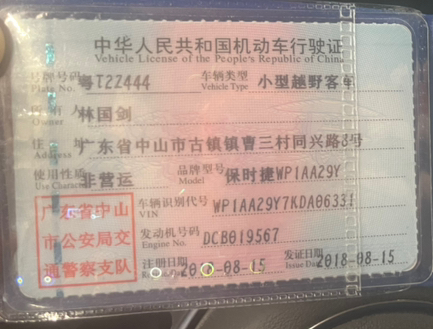 中华人民共和国机动车行驶证
Vehicle License of the People's Republic of China
号牌号码 粤T2Z444 车辆类型 小型越野客车
Plate No. Vehicle Type
所有人 林国剑
Owner
住址 广东省中山市古镇镇曹三村同兴路8号
Address
使用性质 非营运 品牌型号 保时捷WP1AA29Y
Use Character Model
广东省中山
市公安局交
通警察支队
车辆识别代号 WP1AA29Y7KDA06331
VIN
发动机号码 DCB019567
Engine No.
注册日期 2018-08-15 发证日期 2018-08-15
Issue Date